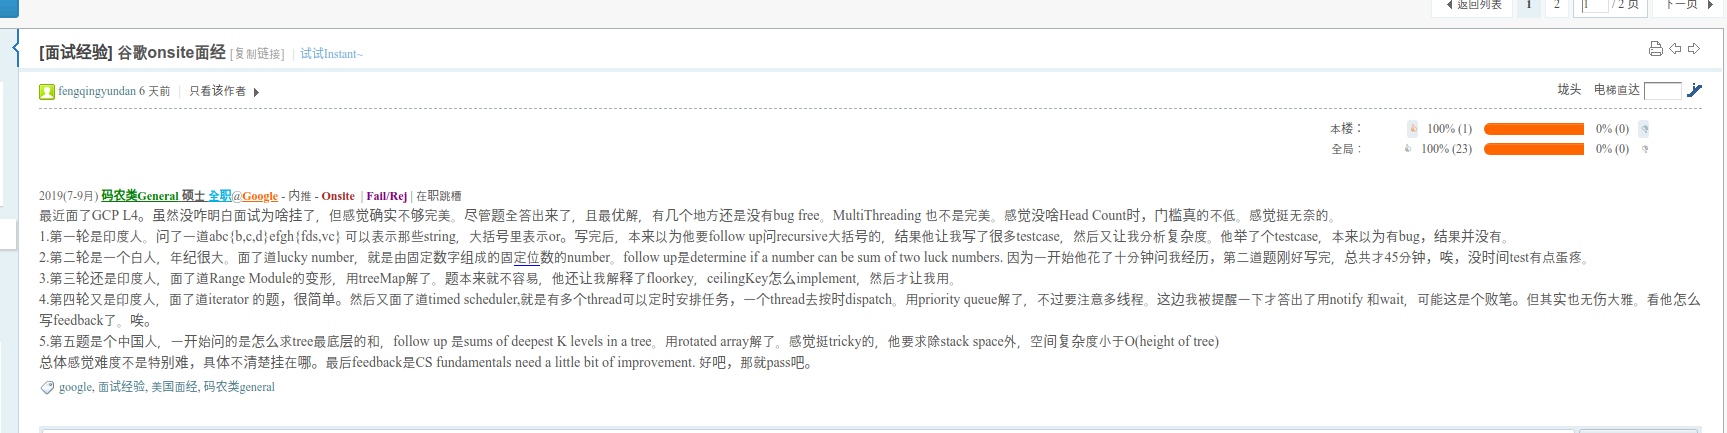 返回列表 1 2 1 / 2 页 下一页
[面试经验] 谷歌onsite面经 [复制链接] | 试试Instant~
fengqingyundan 6 天前 | 只看该作者
垅头 电梯直达
本楼： 100% (1) 0% (0)
全局： 100% (23) 0% (0)
2019(7-9月) 码农类General 硕士 全职@Google - 内推 - Onsite | Fail/Rej | 在职跳槽
最近面了GCP L4。虽然没咋明白面试为啥挂了，但感觉确实不够完美。尽管题全答出来了，且最优解，有几个地方还是没有bug free。MultiThreading 也不是完美。感觉没啥Head Count时，门槛真的不低。感觉挺无奈的。
1.第一轮是印度人。问了一道abc{b,c,d}efgh{fds,vc} 可以表示那些string，大括号里表示or。写完后，本来以为他要follow up问recursive大括号的，结果他让我写了很多testcase，然后又让我分析复杂度。他举了个testcase，本来以为有bug，结果并没有。
2.第二轮是一个白人，年纪很大。面了道lucky number，就是由固定数字组成的固定位数的number。follow up是determine if a number can be sum of two luck numbers. 因为一开始他花了十分钟问我经历，第二道题刚好写完，总共才45分钟，唉，没时间test有点蛋疼。
3.第三轮还是印度人，面了道Range Module的变形，用treeMap解了。题本来就不容易，他还让我解释了floorkey，ceilingKey怎么implement，然后才让我用。
4.第四轮又是印度人，面了道iterator 的题，很简单。然后又面了道timed scheduler,就是有多个thread可以定时安排任务，一个thread去按时dispatch。用priority queue解了，不过要注意多线程。这边我被提醒一下才答出了用notify 和wait，可能这是个败笔。但其实也无伤大雅。看他怎么
写feedback了。唉。
5.第五题是个中国人，一开始问的是怎么求tree最底层的和，follow up 是sums of deepest K levels in a tree。用rotated array解了。感觉挺tricky的，他要求除stack space外，空间复杂度小于O(height of tree)
总体感觉难度不是特别难，具体不清楚挂在哪。最后feedback是CS fundamentals need a little bit of improvement. 好吧，那就pass吧。
google, 面试经验, 美国面经, 码农类general